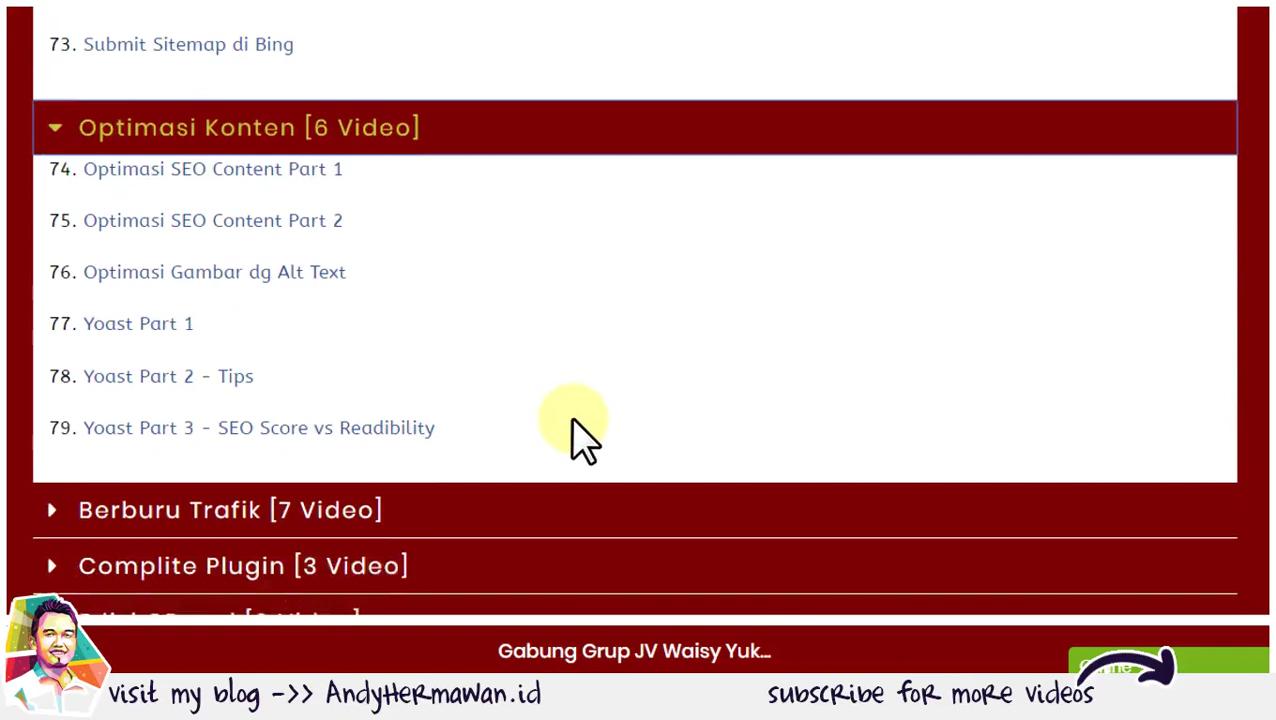 73. Submit Sitemap di Bing
Optimasi Konten [6 Video]
74. Optimasi SEO Content Part 1
75. Optimasi SEO Content Part 2
76. Optimasi Gambar dg Alt Text
77. Yoast Part 1
78. Yoast Part 2 - Tips
79. Yoast Part 3 - SEO Score vs Readibility
Berburu Trafik [7 Video]
Complite Plugin [3 Video]
Gabung Grup JV Waisy Yuk...
visit my blog ->> AndyHermawan.id
subscribe for more videos